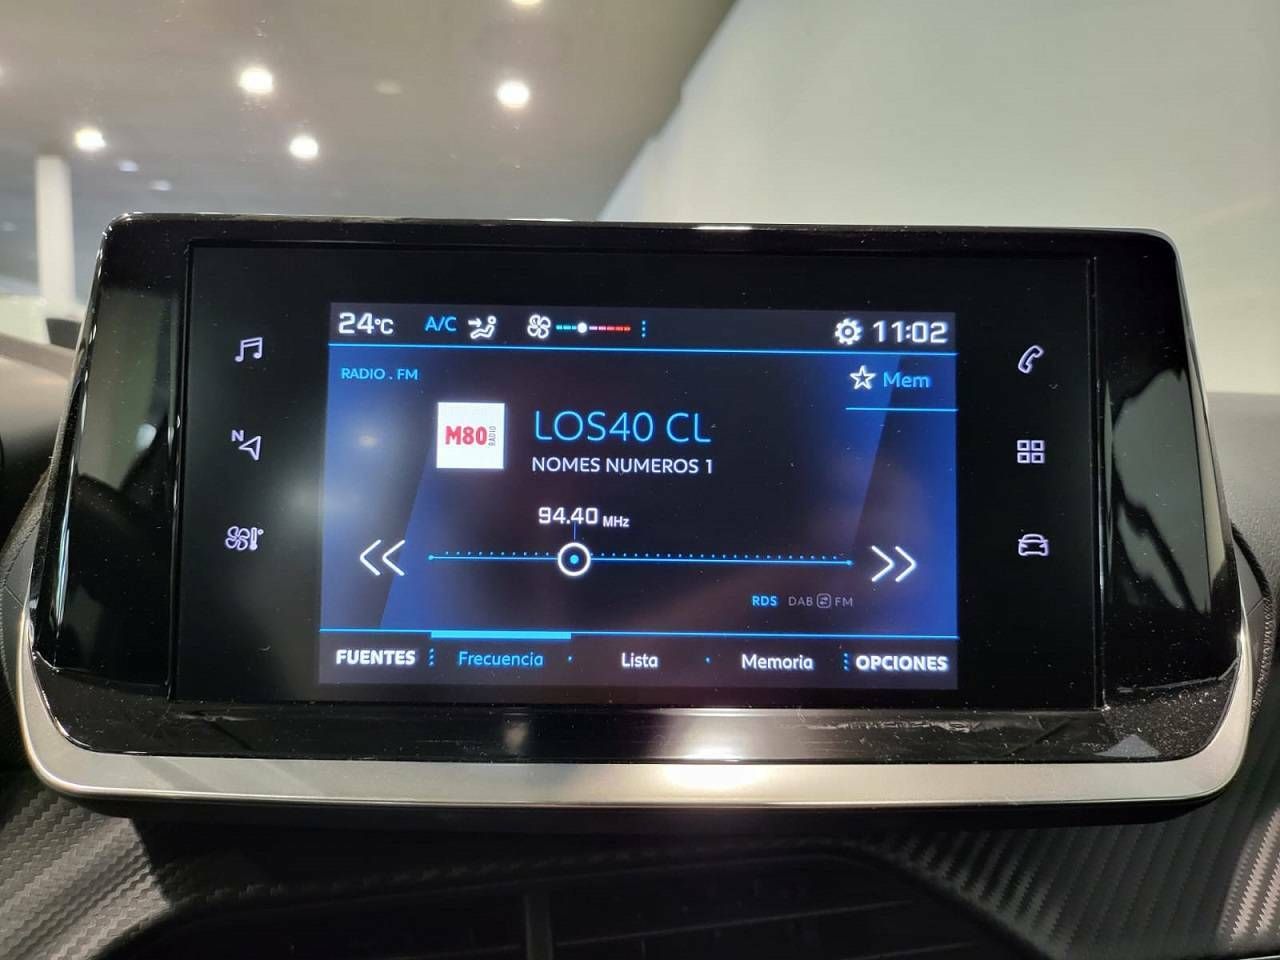 24°C A/C 11:02
RADIO . FM
Mem
M80 RADIO
LOS40 CL
NOMES NUMEROS 1
94.40 MHz
N
RDS DAB FM
FUENTES Frecuencia Lista Memoria OPCIONES